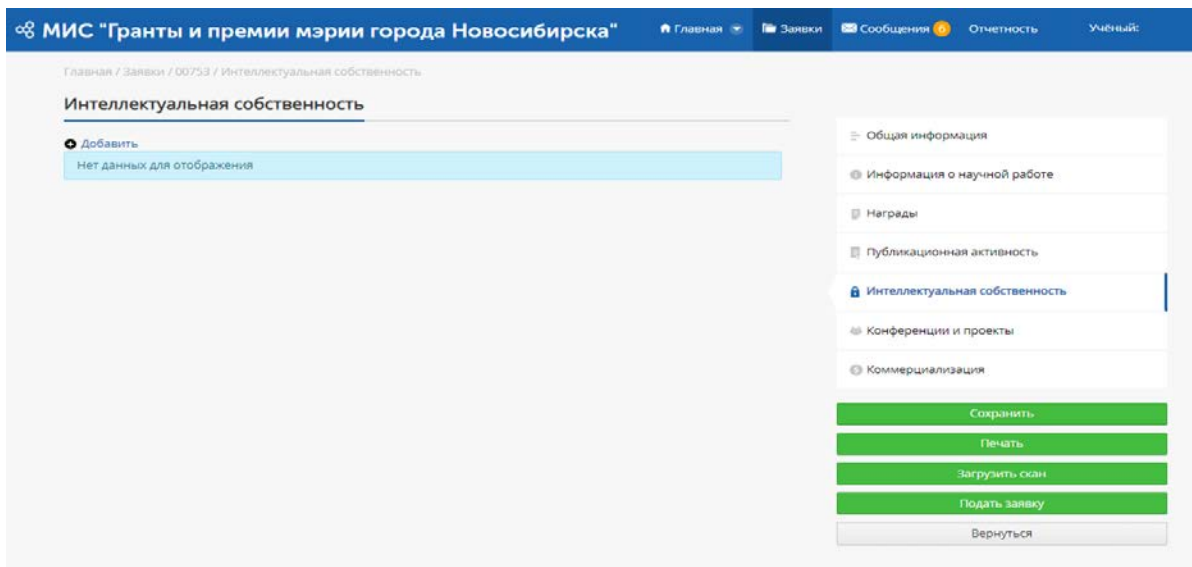 МИС "Гранты и премии мэрии города Новосибирска" Главная Заявки Сообщения 6 Отчетность Учёный:
Главная / Заявки / 00753 / Интеллектуальная собственность
Интеллектуальная собственность
Добавить
Нет данных для отображения
Общая информация
Информация о научной работе
Награды
Публикационная активность
Интеллектуальная собственность
Конференции и проекты
Коммерциализация
Сохранить
Печать
Загрузить скан
Подать заявку
Вернуться